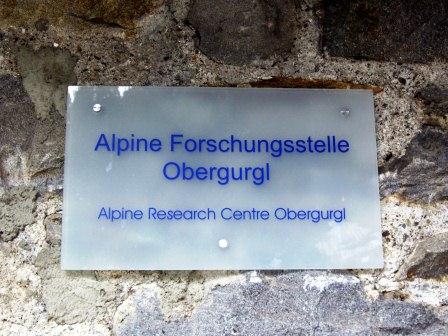 Alpine Forschungsstelle
Obergurgl
Alpine Research Centre Obergurgl